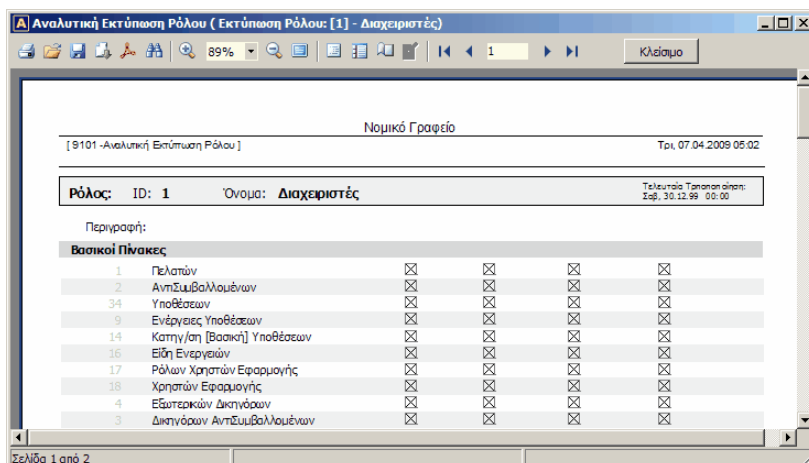 Αναλυτική Εκτύπωση Ρόλου ( Εκτύπωση Ρόλου: [1] - Διαχειριστές)
89% 1 Κλείσιμο
Νομικό Γραφείο
[ 9101 -Αναλυτική Εκτύπωση Ρόλου ] Τρι, 07.04.2009 05:02
Ρόλος: ID: 1 Όνομα: Διαχειριστές Τελευταία Τροποποίηση:
Σαβ, 30.12.99 00:00
Περιγραφή:
Βασικοί Πίνακες
1 Πελατών
2 ΑντιΣυμβαλλομένων
34 Υποθέσεων
9 Ενέργειες Υποθέσεων
14 Κατηγ/ση [Βασική] Υποθέσεων
16 Είδη Ενεργειών
17 Ρόλων Χρηστών Εφαρμογής
18 Χρηστών Εφαρμογής
4 Εξωτερικών Δικηγόρων
3 Δικηγόρων ΑντιΣυμβαλλομένων
Σελίδα 1 από 2